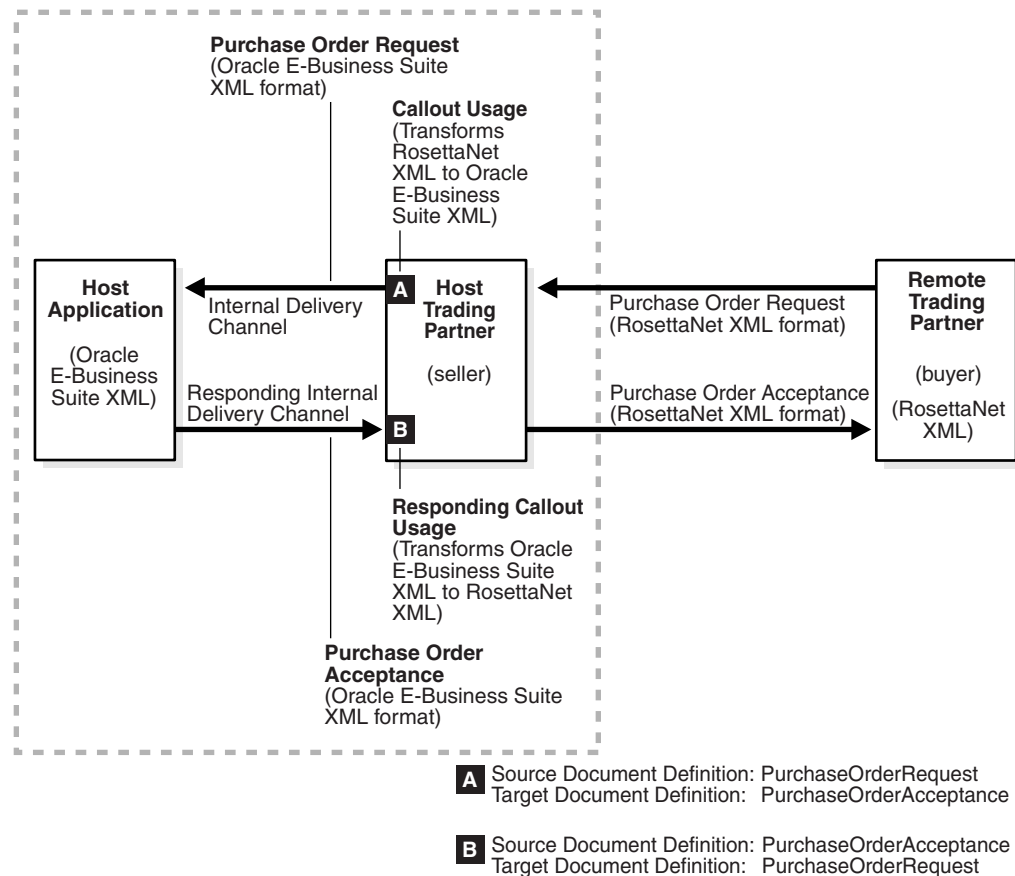 Purchase Order Request
(Oracle E-Business Suite
XML format)
Callout Usage
(Transforms
RosettaNet
XML to Oracle
E-Business
Suite XML)
Host
Application
(Oracle
E-Business
Suite XML)
Internal Delivery
Channel
Responding Internal
Delivery Channel
A
Host
Trading
Partner
(seller)
B
Purchase Order Request
(RosettaNet XML format)
Purchase Order Acceptance
(RosettaNet XML format)
Remote
Trading
Partner
(buyer)
(RosettaNet
XML)
Responding Callout
Usage
(Transforms Oracle
E-Business Suite
XML to RosettaNet
XML)
Purchase Order
Acceptance
(Oracle E-Business Suite
XML format)
A Source Document Definition: PurchaseOrderRequest
Target Document Definition: PurchaseOrderAcceptance
B Source Document Definition: PurchaseOrderAcceptance
Target Document Definition: PurchaseOrderRequest